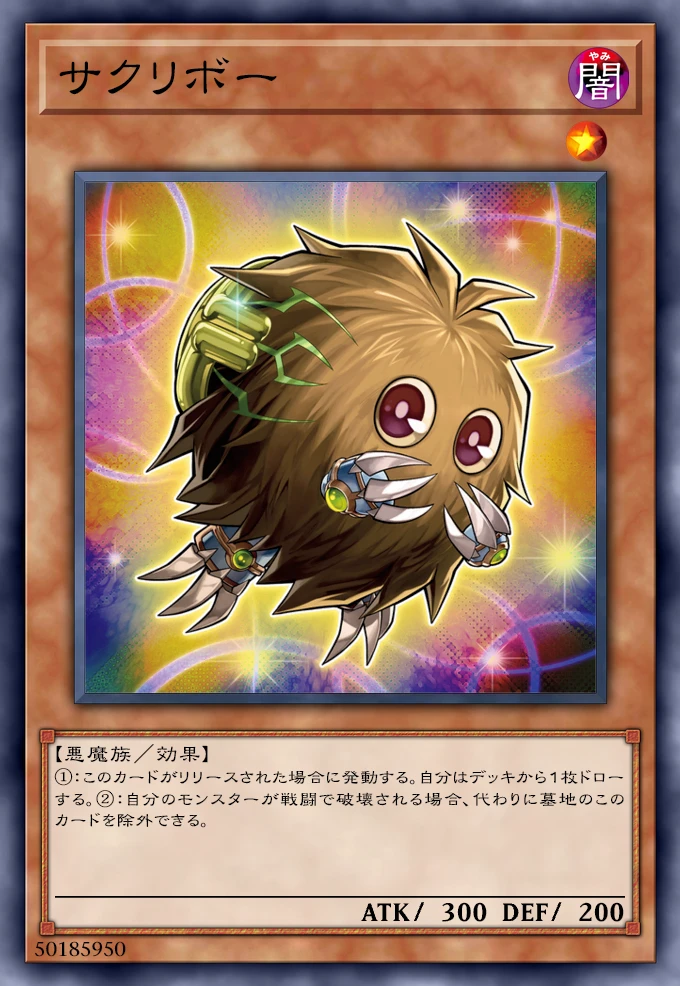 サクリボー
やみ
闇
【悪魔族／効果】
①：このカードがリリースされた場合に発動する。自分はデッキから１枚ドロー
する。②：自分のモンスターが戦闘で破壊される場合、代わりに墓地のこの
カードを除外できる。
ATK/ 300 DEF/ 200
50185950